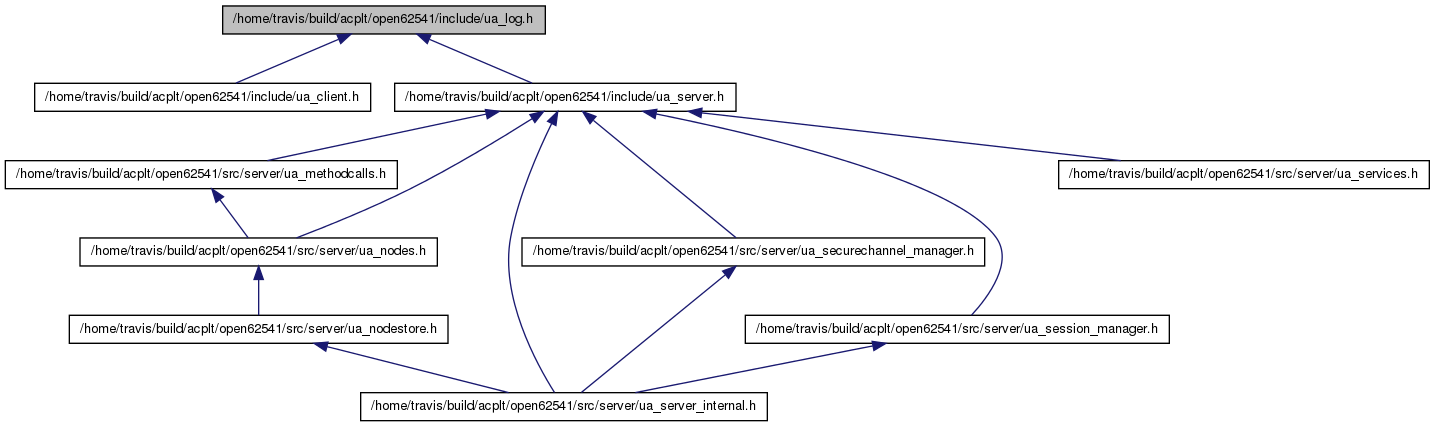 /home/travis/build/acplt/open62541/include/ua_log.h
/home/travis/build/acplt/open62541/include/ua_client.h
/home/travis/build/acplt/open62541/include/ua_server.h
/home/travis/build/acplt/open62541/src/server/ua_methodcalls.h
/home/travis/build/acplt/open62541/src/server/ua_services.h
/home/travis/build/acplt/open62541/src/server/ua_nodes.h
/home/travis/build/acplt/open62541/src/server/ua_securechannel_manager.h
/home/travis/build/acplt/open62541/src/server/ua_nodestore.h
/home/travis/build/acplt/open62541/src/server/ua_session_manager.h
/home/travis/build/acplt/open62541/src/server/ua_server_internal.h